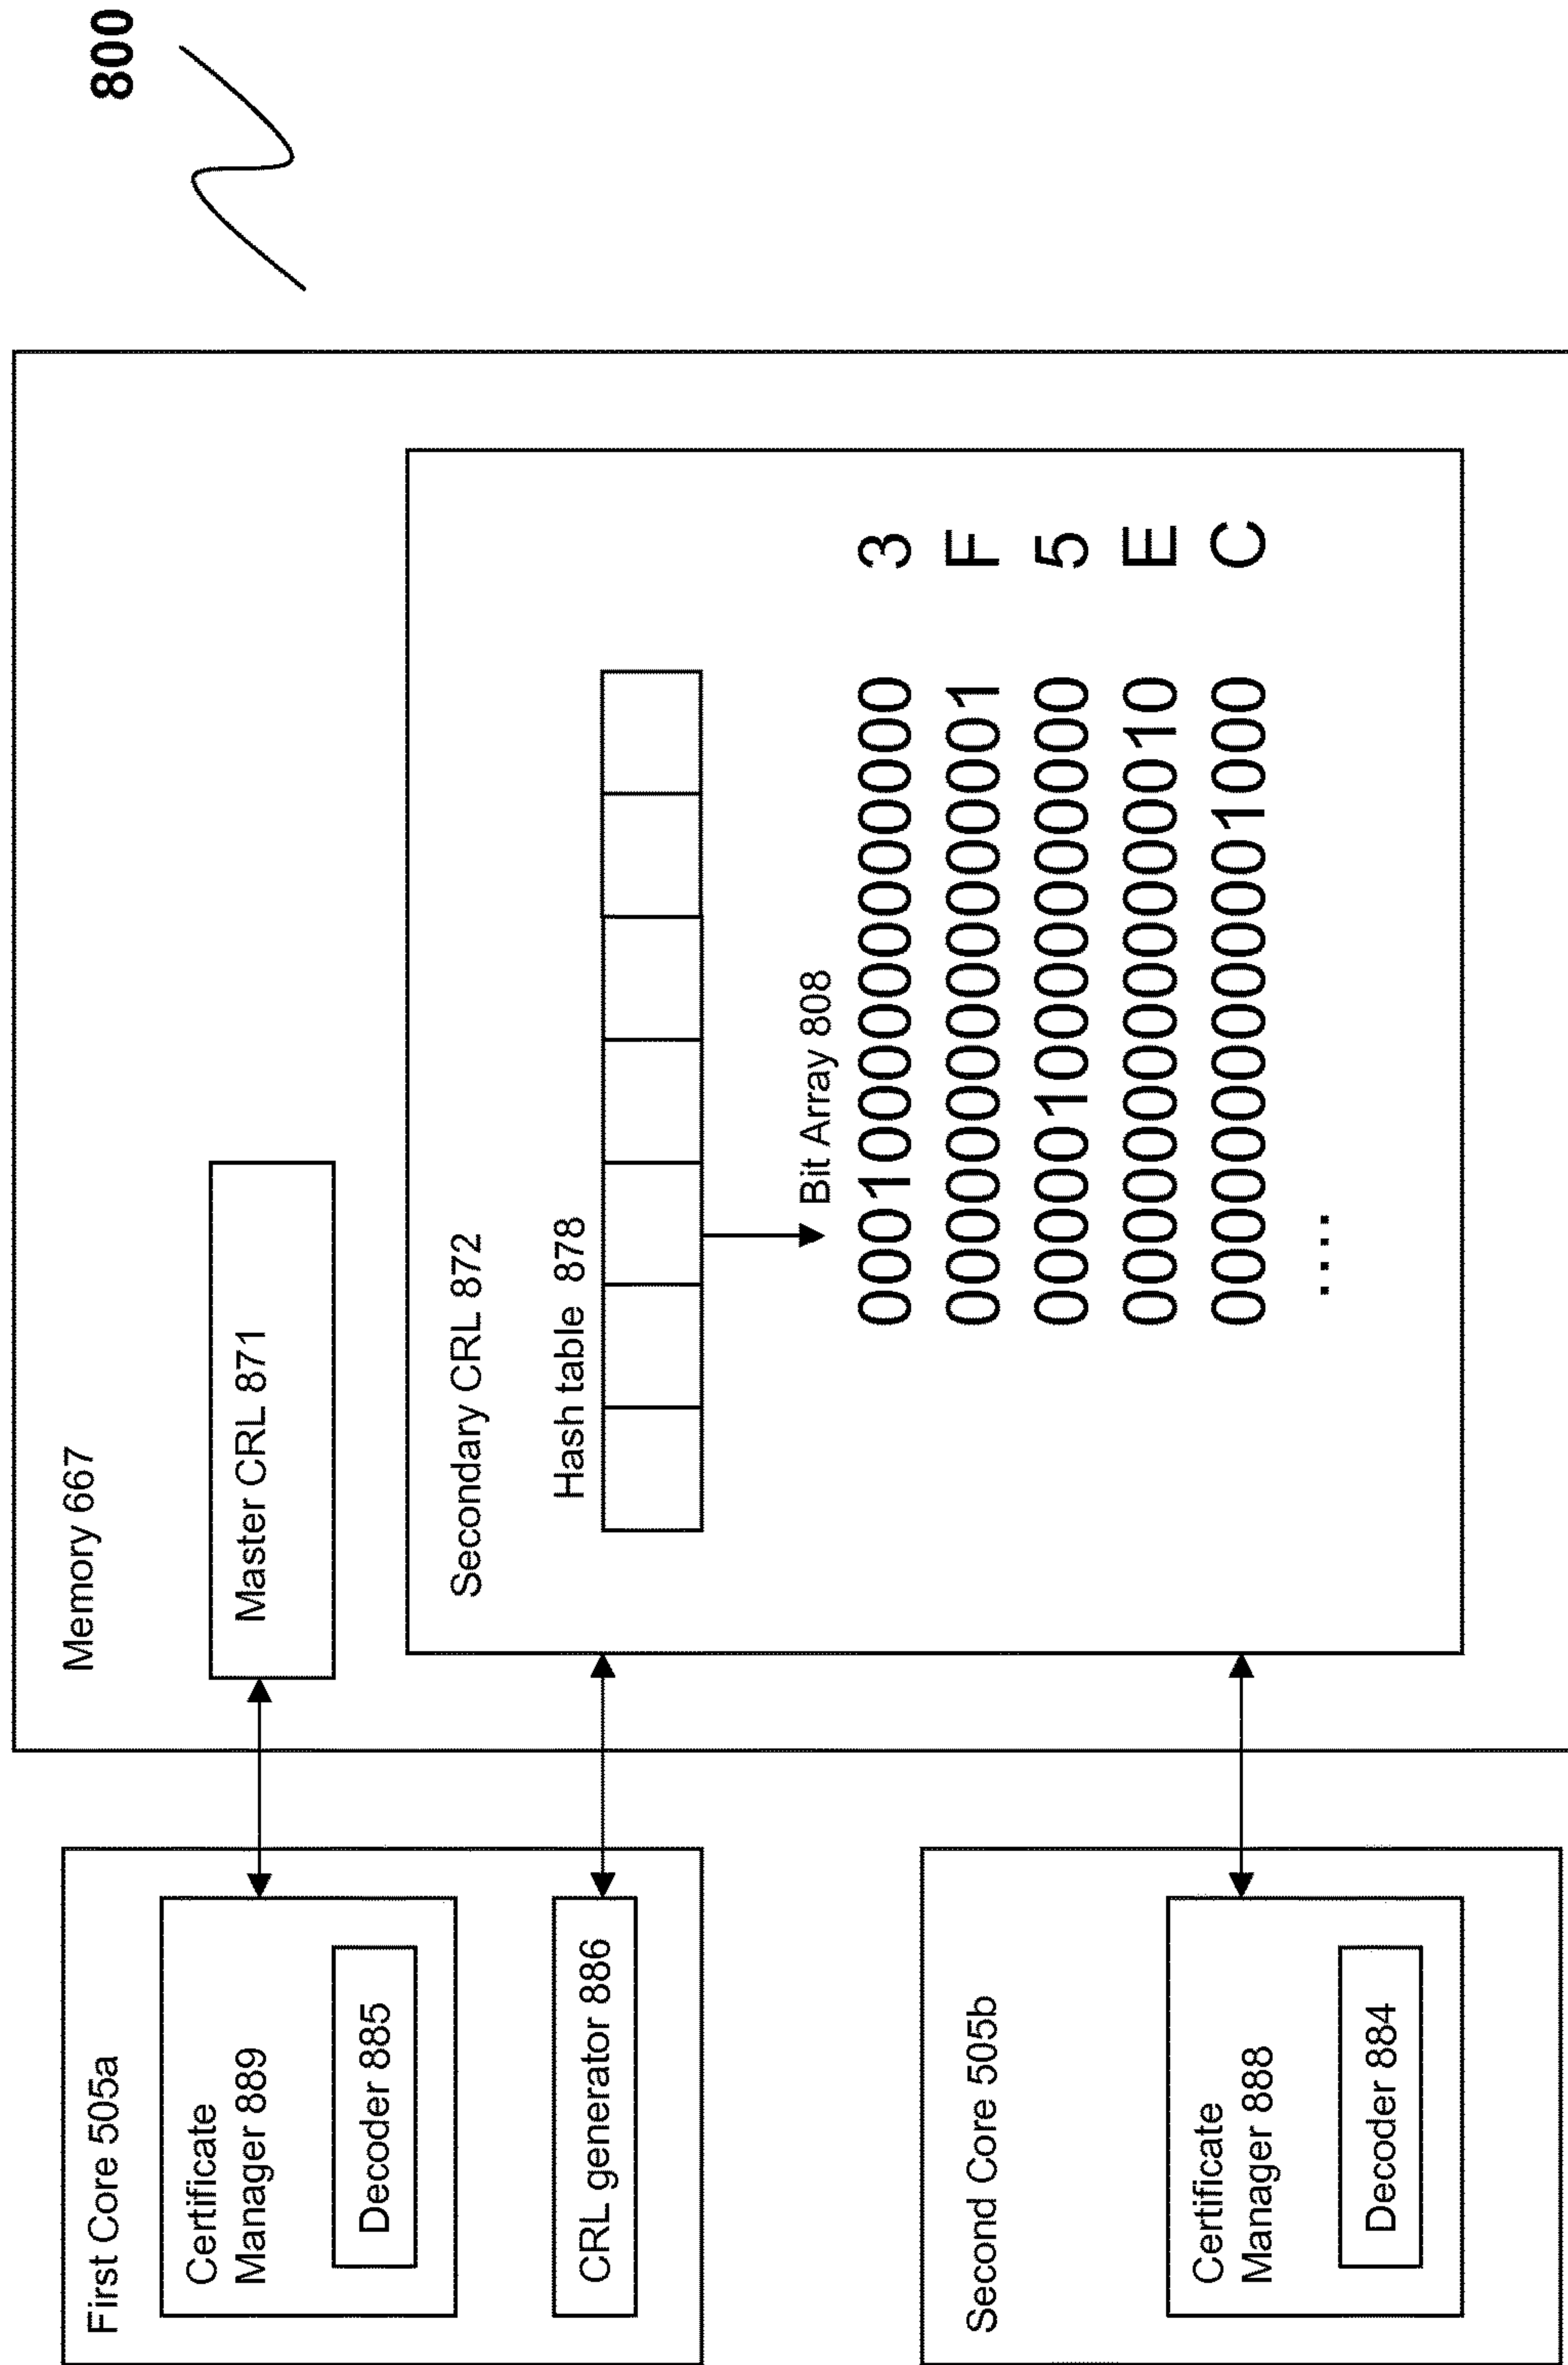 800
First Core 505a
Certificate
Manager 889
Decoder 885
CRL generator 886
Second Core 505b
Certificate
Manager 888
Decoder 884
Memory 667
Master CRL 871
Secondary CRL 872
Hash table 878
Bit Array 808
0001000000000000 3
0000000000000001 F
0000010000000000 5
0000000000000010 E
0000000000001000 C
....